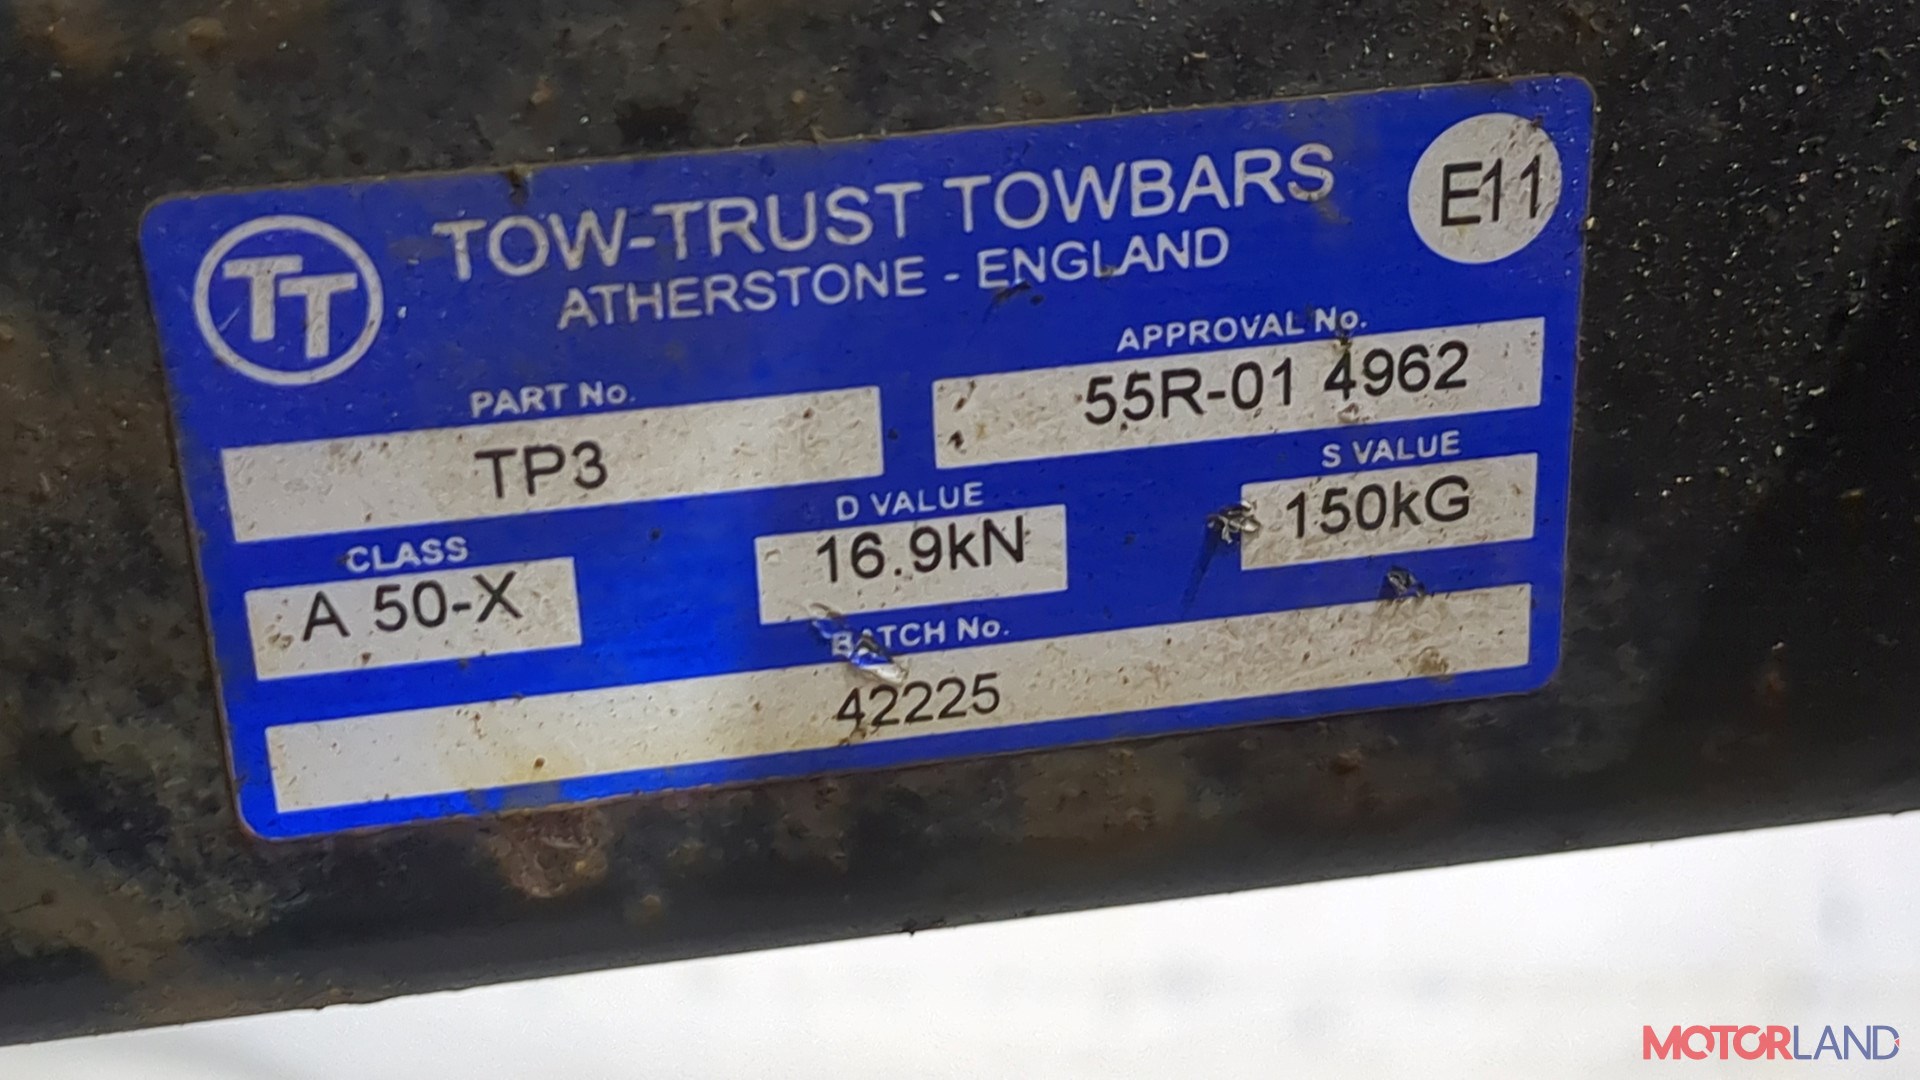 TT
TOW-TRUST TOWBARS
E11
ATHERSTONE - ENGLAND
PART No.
APPROVAL No.
TP3
55R-01 4962
CLASS
D VALUE
S VALUE
A 50-X
16.9kN
150kG
BATCH No.
42225
MOTORLAND